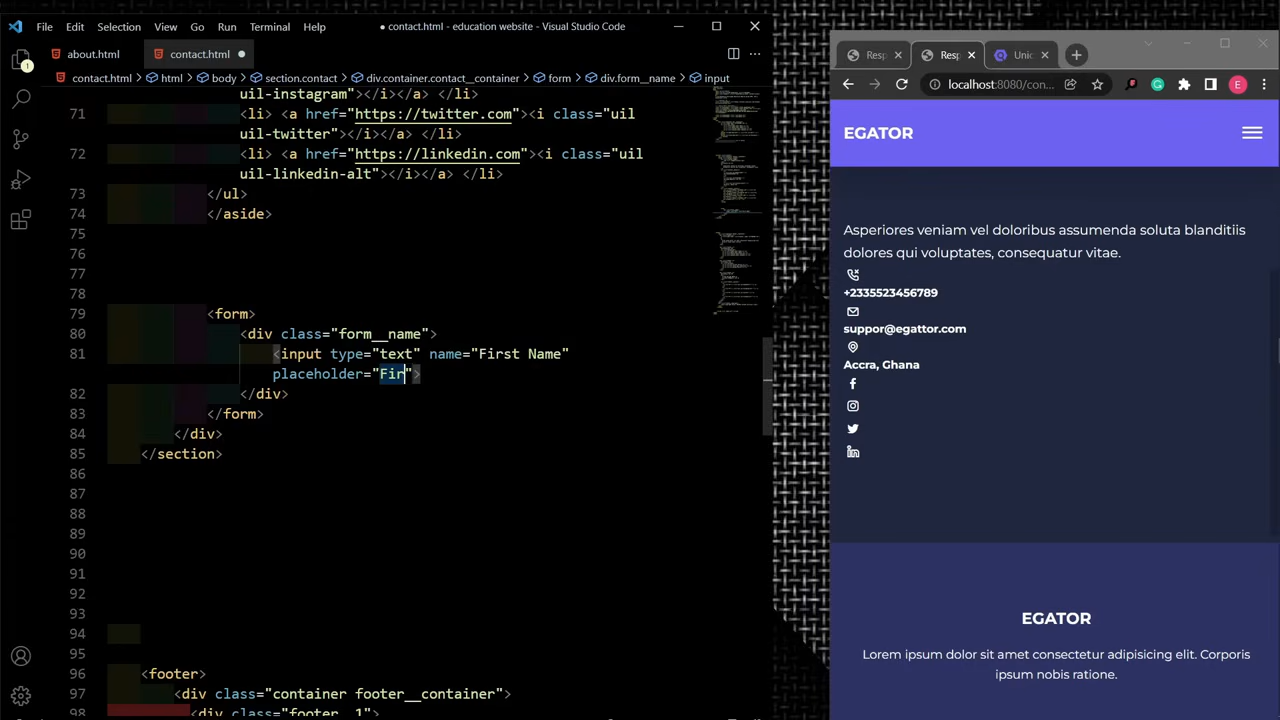 File Edit Selection View Go Run Terminal Help
● contact.html - education website - Visual Studio Code
about.html
contact.html ●
contact.html > html > body > section.contact > div.container.contact__container > form > div.form__name > input
uil-instagram"></i></a> </li>
<li> <a href="https://twitter.com"><i class="uil
uil-twitter"></i></a> </li>
72 <li> <a href="https://linkedin.com"><i class="uil
uil-linkedin-alt"></i></a> </li>
73 </ul>
74 </aside>
75
76
77
78
79 <form>
80 <div class="form__name">
81 <input type="text" name="First Name"
placeholder="Fir">
82 </div>
83 </form>
84 </div>
85 </section>
86
87
88
89
90
91
92
93
94
95
<footer>
div class="container footer__container">
1
Resp
Res
Unic
localhost:8080/con...
E
EGATOR
Asperiores veniam vel doloribus assumenda soluta blanditiis
dolores qui voluptates, consequatur vitae.
+2335523456789
suppor@egattor.com
Accra, Ghana
EGATOR
Lorem ipsum dolor sit amet consectetur adipisicing elit. Corporis
ipsum nobis ratione.